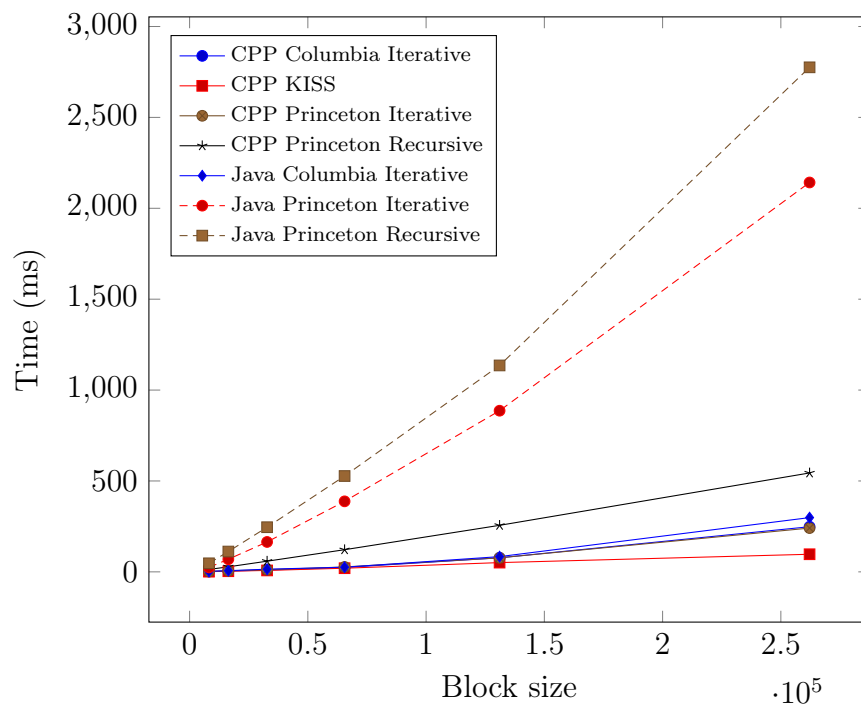 3,000
2,500
2,000
1,500
1,000
500
0
Time (ms)
CPP Columbia Iterative
CPP KISS
CPP Princeton Iterative
CPP Princeton Recursive
Java Columbia Iterative
Java Princeton Iterative
Java Princeton Recursive
0 0.5 1 1.5 2 2.5
·10⁵
Block size